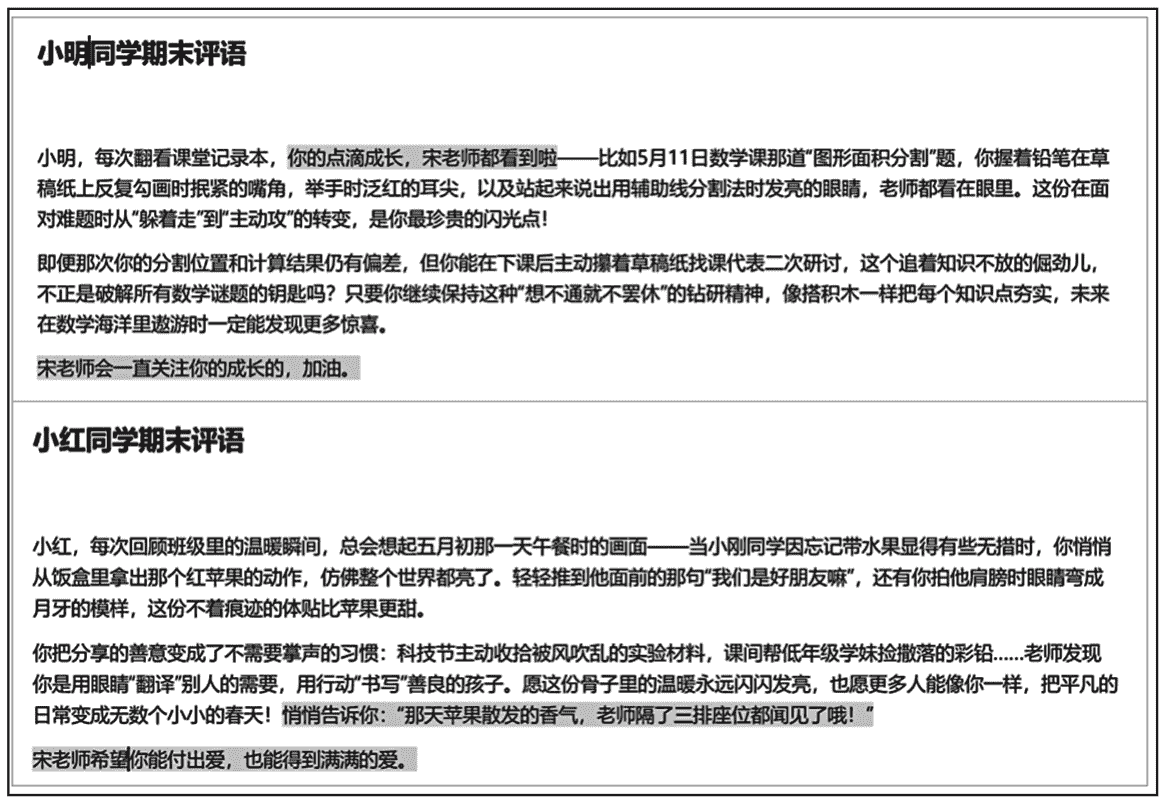 小明同学期末评语
小明，每次翻看课堂记录本，你的点滴成长，宋老师都看到啦——比如5月11日数学课那道“图形面积分割”题，你握着铅笔在草
稿纸上反复勾画时抿紧的嘴角，举手时泛红的耳尖，以及站起来说出用辅助线分割法时发亮的眼睛，老师都看在眼里。这份在面
对难题时从“躲着走”到“主动攻”的转变，是你最珍贵的闪光点！
即便那次你的分割位置和计算结果仍有偏差，但你能在下课后主动攥着草稿纸找课代表二次研讨，这个追着知识不放的倔劲儿，
不正是破解所有数学谜题的钥匙吗？只要你继续保持这种“想不通就不罢休”的钻研精神，像搭积木一样把每个知识点夯实，未来
在数学海洋里遨游时一定能发现更多惊喜。
宋老师会一直关注你的成长的，加油。
小红同学期末评语
小红，每次回顾班级里的温暖瞬间，总会想起五月初那一天午餐时的画面——当小刚同学因忘记带水果显得有些无措时，你悄悄
从饭盒里拿出那个红苹果的动作，仿佛整个世界都亮了。轻轻推到他面前的那句“我们是好朋友嘛”，还有你拍他肩膀时眼睛弯成
月牙的模样，这份不着痕迹的体贴比苹果更甜。
你把分享的善意变成了不需要掌声的习惯：科技节主动收拾被风吹乱的实验材料，课间帮低年级学妹捡撒落的彩铅……老师发现
你是用眼睛“翻译”别人的需要，用行动“书写”善良的孩子。愿这份骨子里的温暖永远闪闪发亮，也愿更多人能像你一样，把平凡的
日常变成无数个小小的春天！悄悄告诉你：“那天苹果散发的香气，老师隔了三排座位都闻见了哦！”
宋老师希望你能付出爱，也能得到满满的爱。